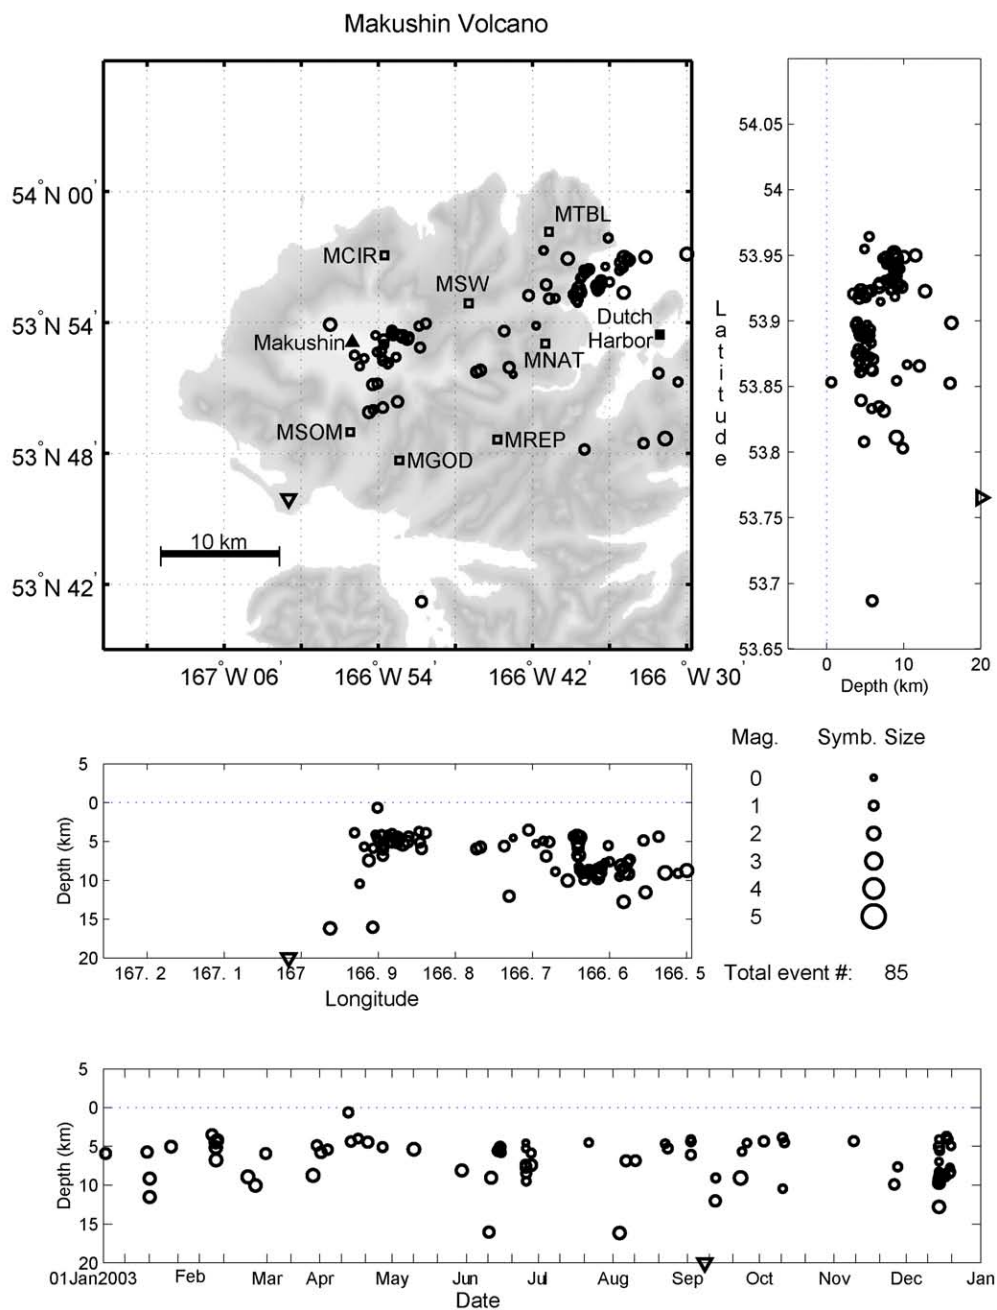 Makushin Volcano
54°N 00'
53°N 54'
53°N 48'
53°N 42'
MTBL
MCIR
MSW
Dutch
Harbor
Makushin
MNAT
MSOM
MREP
MGOD
10 km
167°W 06'
166°W 54'
166°W 42'
166°W 30'
54.05
54
53.95
53.9
53.85
53.8
53.75
53.7
53.65
Latitude
0
10
20
Depth (km)
5
0
5
10
15
20
Depth (km)
167. 2
167. 1
167
166. 9
166. 8
166. 7
166. 6
166. 5
Longitude
Mag. Symb. Size
0
1
2
3
4
5
Total event #: 85
5
0
5
10
15
20
Depth (km)
01Jan2003
Feb
Mar
Apr
May
Jun
Jul
Aug
Sep
Oct
Nov
Dec
Jan
Date